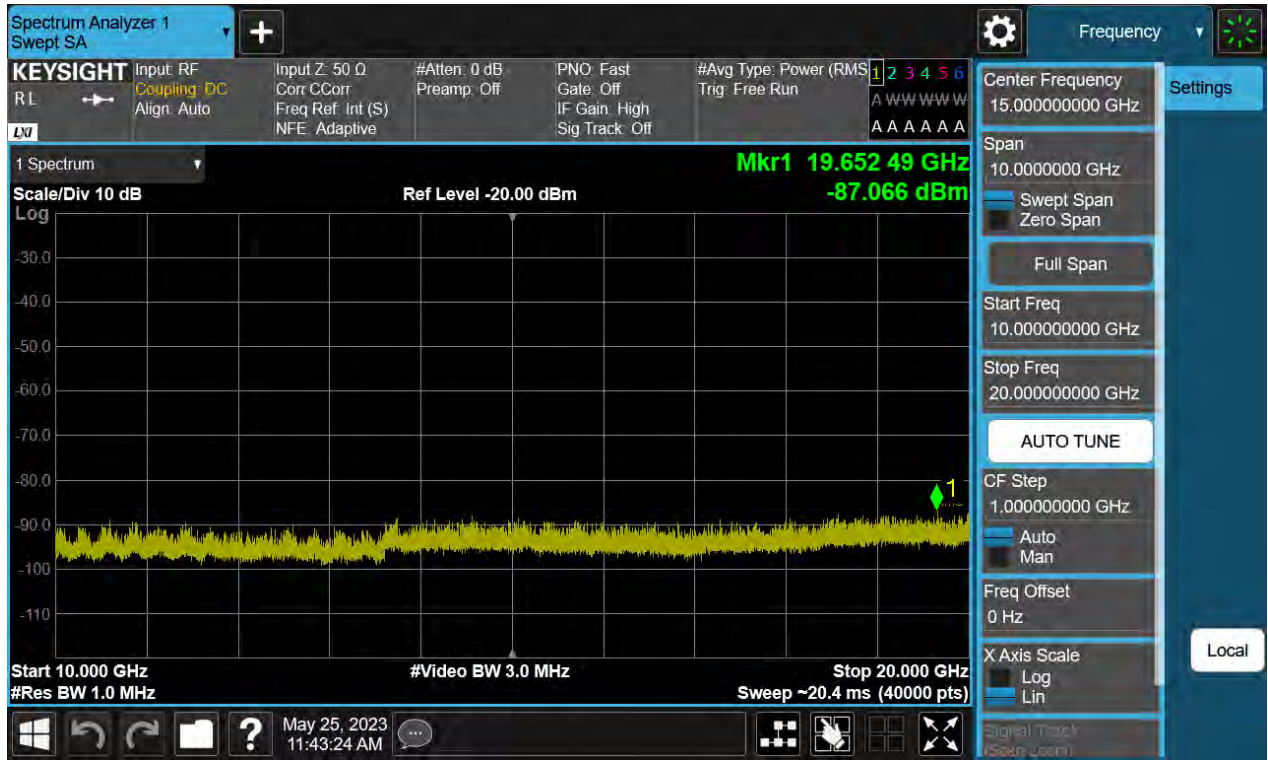 Spectrum Analyzer 1
Swept SA
+
Frequency
KEYSIGHT
RL
LXI
Input: RF
Coupling: DC
Align: Auto
Input Z: 50 Ω
Corr CCorr
Freq Ref: Int (S)
NFE: Adaptive
#Atten: 0 dB
Preamp: Off
PNO: Fast
Gate: Off
IF Gain: High
Sig Track: Off
#Avg Type: Power (RMS
Trig: Free Run
1 2 3 4 5 6
A W W W W W
A A A A A A
1 Spectrum
Scale/Div 10 dB
Ref Level -20.00 dBm
Mkr1 19.652 49 GHz
-87.066 dBm
Log
-30.0
-40.0
-50.0
-60.0
-70.0
-80.0
-90.0
-100
-110
1
Start 10.000 GHz
#Video BW 3.0 MHz
Stop 20.000 GHz
#Res BW 1.0 MHz
Sweep ~20.4 ms (40000 pts)
?
May 25, 2023
11:43:24 AM
Center Frequency
15.000000000 GHz
Span
10.0000000 GHz
Swept Span
Zero Span
Full Span
Start Freq
10.000000000 GHz
Stop Freq
20.000000000 GHz
AUTO TUNE
CF Step
1.000000000 GHz
Auto
Man
Freq Offset
0 Hz
X Axis Scale
Log
Lin
Signal Track
(Span Zoom)
Settings
Local